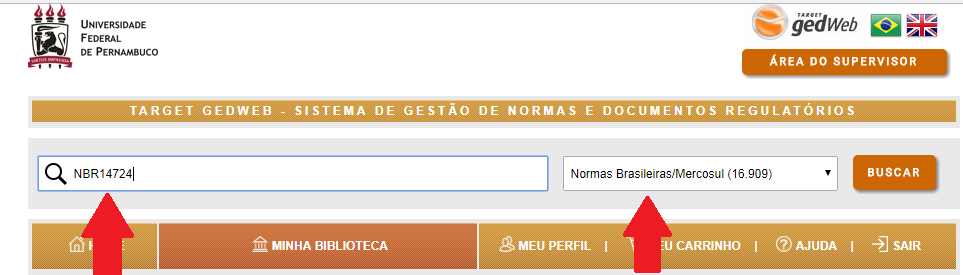 UNIVERSIDADE
FEDERAL
DE PERNAMBUCO
VIRTUS IMPAVIDA
TARGET
gedWeb
ÁREA DO SUPERVISOR
TARGET GEDWEB - SISTEMA DE GESTÃO DE NORMAS E DOCUMENTOS REGULATÓRIOS
NBR14724
Normas Brasileiras/Mercosul (16.909)
BUSCAR
MINHA BIBLIOTECA
MEU PERFIL | CARRINHO | AJUDA | SAIR